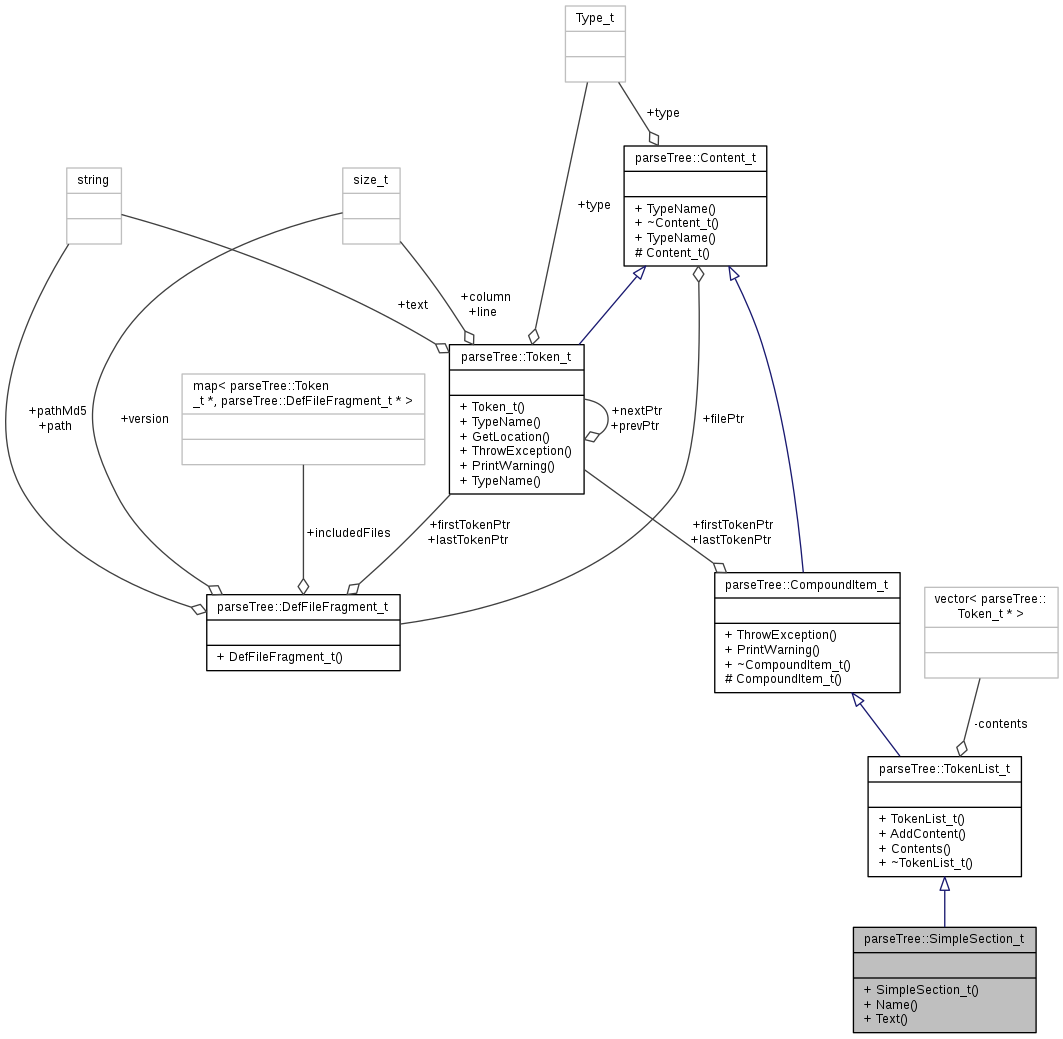 Type_t
+type
parseTree::Content_t
+ TypeName()
+ ~Content_t()
+ TypeName()
# Content_t()
string
size_t
+type
+text
+column
+line
parseTree::Token_t
+ Token_t()
+ TypeName()
+ GetLocation()
+ ThrowException()
+ PrintWarning()
+ TypeName()
map< parseTree::Token
_t *, parseTree::DefFileFragment_t * >
+pathMd5
+path
+version
+nextPtr
+prevPtr
+filePtr
+includedFiles
+firstTokenPtr
+lastTokenPtr
+firstTokenPtr
+lastTokenPtr
parseTree::DefFileFragment_t
+ DefFileFragment_t()
parseTree::CompoundItem_t
+ ThrowException()
+ PrintWarning()
+ ~CompoundItem_t()
# CompoundItem_t()
vector< parseTree::
Token_t * >
-contents
parseTree::TokenList_t
+ TokenList_t()
+ AddContent()
+ Contents()
+ ~TokenList_t()
parseTree::SimpleSection_t
+ SimpleSection_t()
+ Name()
+ Text()